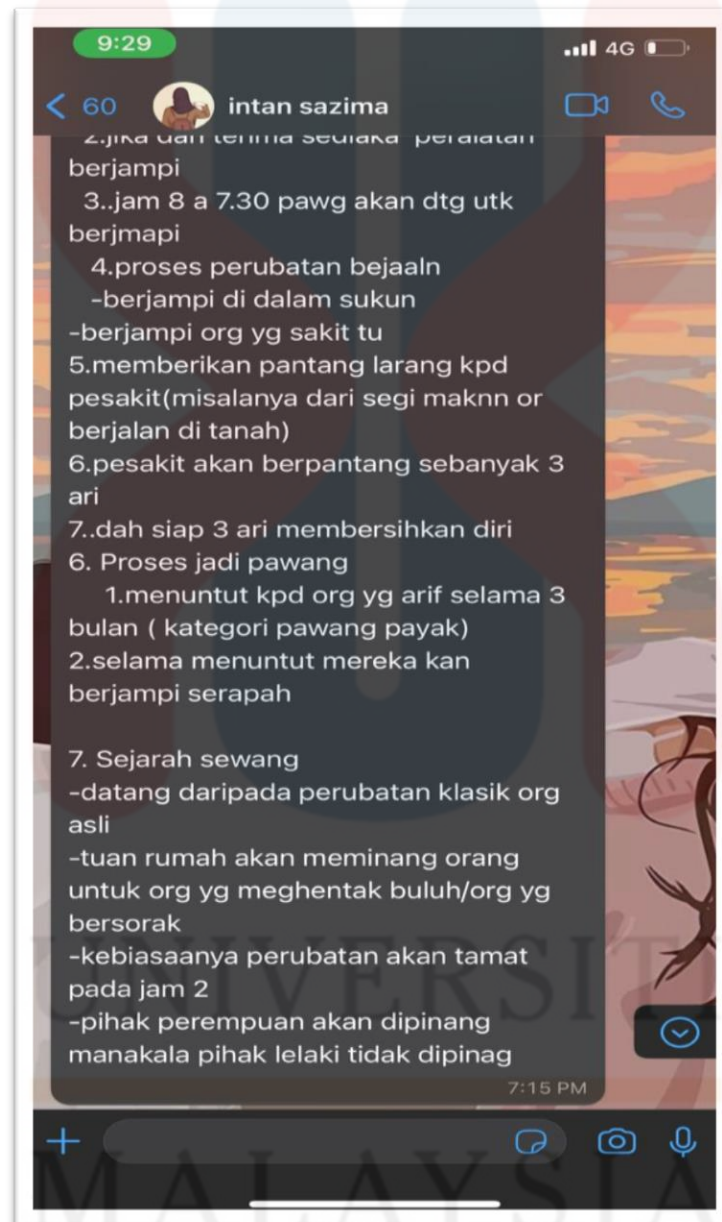 9:29
4G
60
intan sazima
2.jika dan terima sediaka peralatan
berjampi
3..jam 8 a 7.30 pawg akan dtg utk
berjmapi
4.proses perubatan bejaaln
-berjampi di dalam sukun
-berjampi org yg sakit tu
5.memberikan pantang larang kpd
pesakit(misalanya dari segi maknn or
berjalan di tanah)
6.pesakit akan berpantang sebanyak 3
ari
7..dah siap 3 ari membersihkan diri
6. Proses jadi pawang
1.menuntut kpd org yg arif selama 3
bulan ( kategori pawang payak)
2.selama menuntut mereka kan
berjampi serapah
7. Sejarah sewang
-datang daripada perubatan klasik org
asli
-tuan rumah akan meminang orang
untuk org yg meghentak buluh/org yg
bersorak
-kebiasaanya perubatan akan tamat
pada jam 2
-pihak perempuan akan dipinang
manakala pihak lelaki tidak dipinag
7:15 PM
UNIVERSITI
MALAYSIA